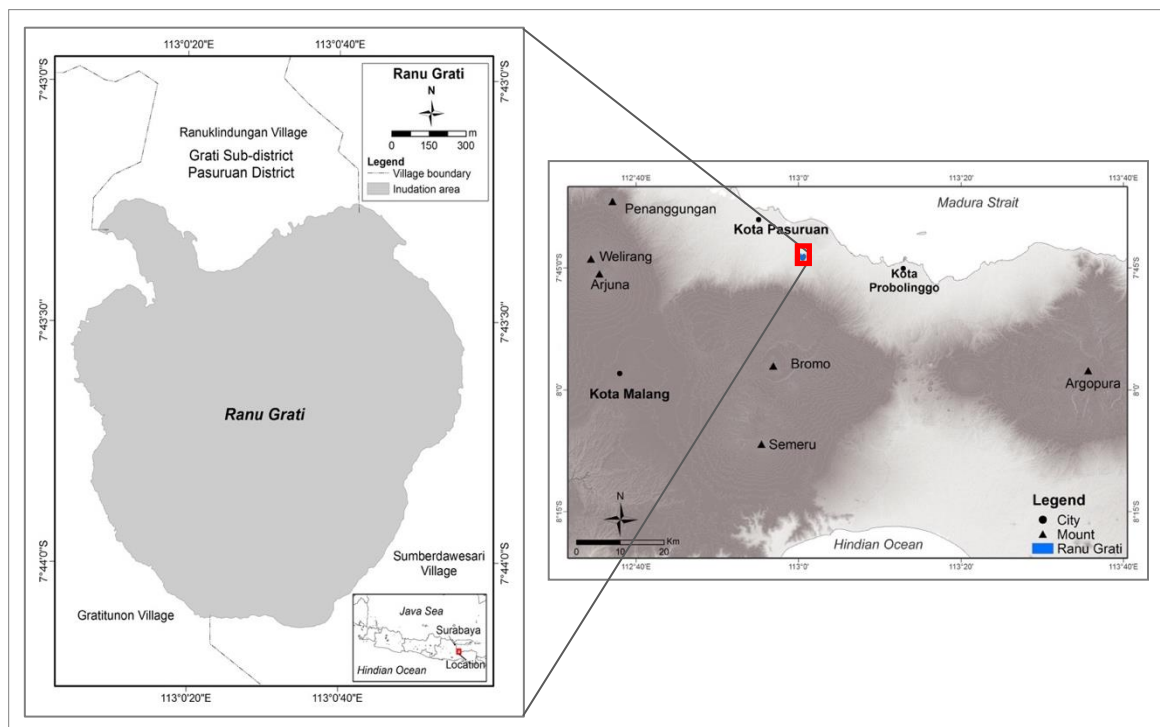 113°0'20"E
113°0'40"E
7°43'0"S
7°43'0"S
Ranu Grati
N
m
0 150 300
Legend
Village boundary
Inudation area
Ranuklindungan Village
Grati Sub-district
Pasuruan District
7°43'30"
7°43'30"
Ranu Grati
7°44'0"S
7°44'0"S
Sumberdawesari
Village
Gratitunon Village
Java Sea
Surabaya
Location
Hindian Ocean
113°0'20"E
113°0'40"E
112°40'E
113°0'
113°20'
113°40'E
Penanggungan
Madura Strait
Kota Pasuruan
Welirang
Arjuna
7°45'0"S
7°45'0"S
Kota
Probolinggo
Bromo
Argopura
Kota Malang
8°0'
8°0'
Semeru
N
Km
0 10 20
Legend
City
Mount
Ranu Grati
8°15'S
8°15'S
Hindian Ocean
112°40'E
113°0'
113°20'
113°40'E